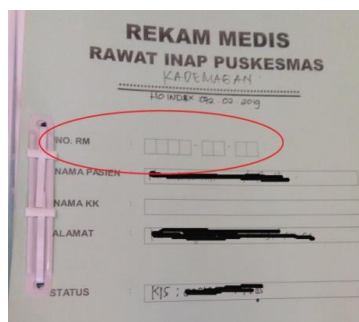 REKAM MEDIS
RAWAT INAP PUSKESMAS
KADEMANGAN
NO INDEX 072 - 02 - 2019
NO. RM
NAMA PASIEN :
NAMA KK :
ALAMAT :
STATUS : KIS :